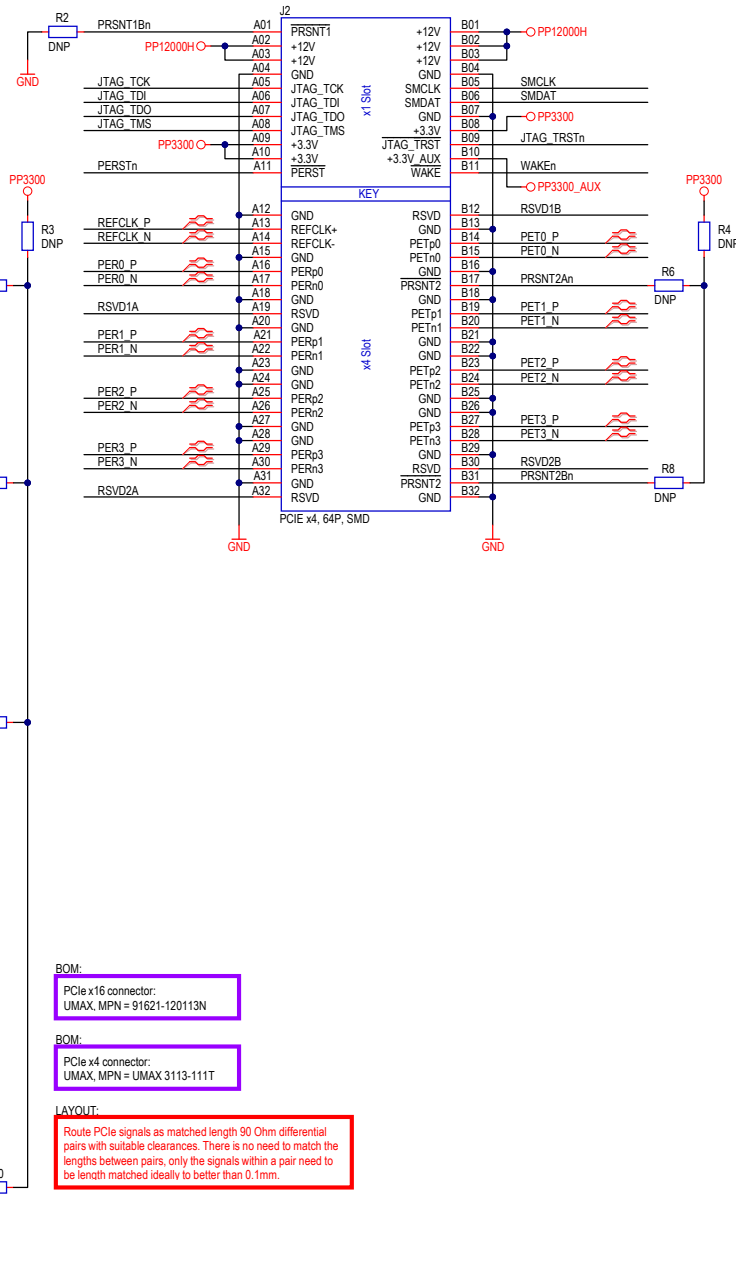 J2
R2
DNP
PRSNT1Bn
GND
PP12000H
JTAG_TCK
JTAG_TDI
JTAG_TDO
JTAG_TMS
PP3300
PERSTn
A01 PRSNT1 +12V B01
A02 +12V +12V B02
A03 +12V +12V B03
A04 GND GND B04
A05 JTAG_TCK SMCLK B05
A06 JTAG_TDI SMDAT B06
A07 JTAG_TDO GND B07
A08 JTAG_TMS +3.3V B08
A09 +3.3V JTAG_TRST B09
A10 +3.3V +3.3V_AUX B10
A11 PERST WAKE B11
x1 Slot
KEY
PP12000H
SMCLK
SMDAT
PP3300
JTAG_TRSTn
WAKEn
PP3300_AUX
PP3300
R3
DNP
PP3300
R4
DNP
REFCLK_P
REFCLK_N
PER0_P
PER0_N
RSVD1A
PER1_P
PER1_N
PER2_P
PER2_N
PER3_P
PER3_N
RSVD2A
A12 GND RSVD B12
A13 REFCLK+ GND B13
A14 REFCLK- PETp0 B14
A15 GND PETn0 B15
A16 PERp0 GND B16
A17 PERn0 PRSNT2 B17
A18 GND GND B18
A19 RSVD PETp1 B19
A20 GND PETn1 B20
A21 PERp1 GND B21
A22 PERn1 GND B22
A23 GND PETp2 B23
A24 GND PETn2 B24
A25 PERp2 GND B25
A26 PERn2 GND B26
A27 GND PETp3 B27
A28 GND PETn3 B28
A29 PERp3 GND B29
A30 PERn3 RSVD B30
A31 GND PRSNT2 B31
A32 RSVD GND B32
x4 Slot
RSVD1B
PET0_P
PET0_N
PRSNT2An
R6
DNP
PET1_P
PET1_N
PET2_P
PET2_N
PET3_P
PET3_N
RSVD2B
PRSNT2Bn
R8
DNP
PCIE x4, 64P, SMD
GND
GND
BOM:
PCIe x16 connector:
UMAX, MPN = 91621-120113N
BOM:
PCIe x4 connector:
UMAX, MPN = UMAX 3113-111T
LAYOUT:
Route PCIe signals as matched length 90 Ohm differential
pairs with suitable clearances. There is no need to match the
lengths between pairs, only the signals within a pair need to
be length matched ideally to better than 0.1mm.